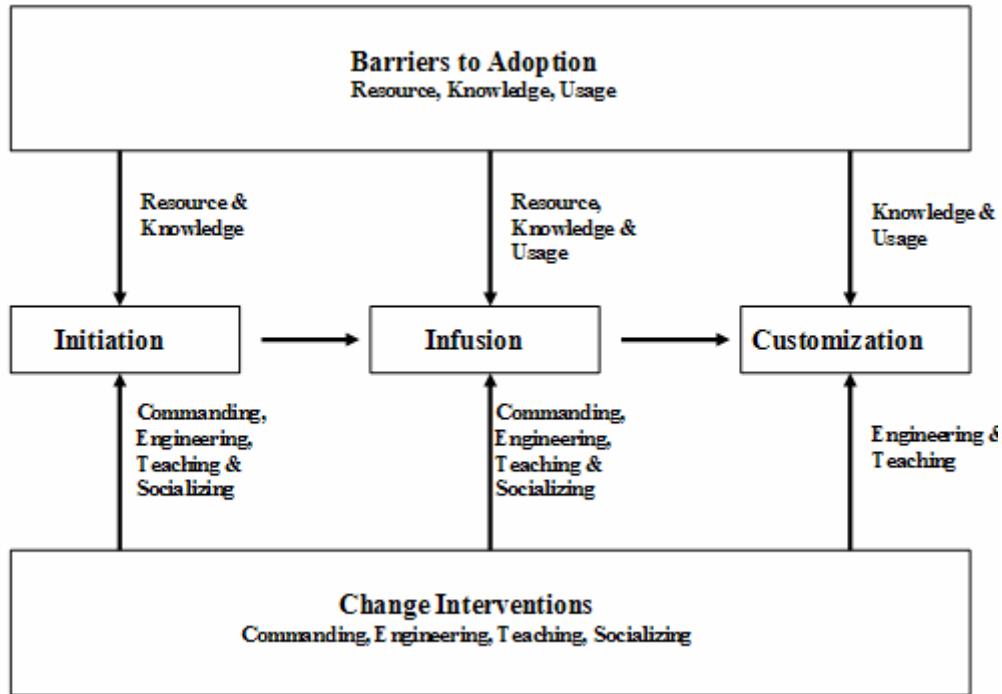 Barriers to Adoption
Resource, Knowledge, Usage
Resource &
Knowledge
Resource,
Knowledge &
Usage
Knowledge &
Usage
Initiation
Infusion
Customization
Commanding,
Engineering,
Teaching &
Socializing
Commanding,
Engineering,
Teaching &
Socializing
Engineering &
Teaching
Change Interventions
Commanding, Engineering, Teaching, Socializing